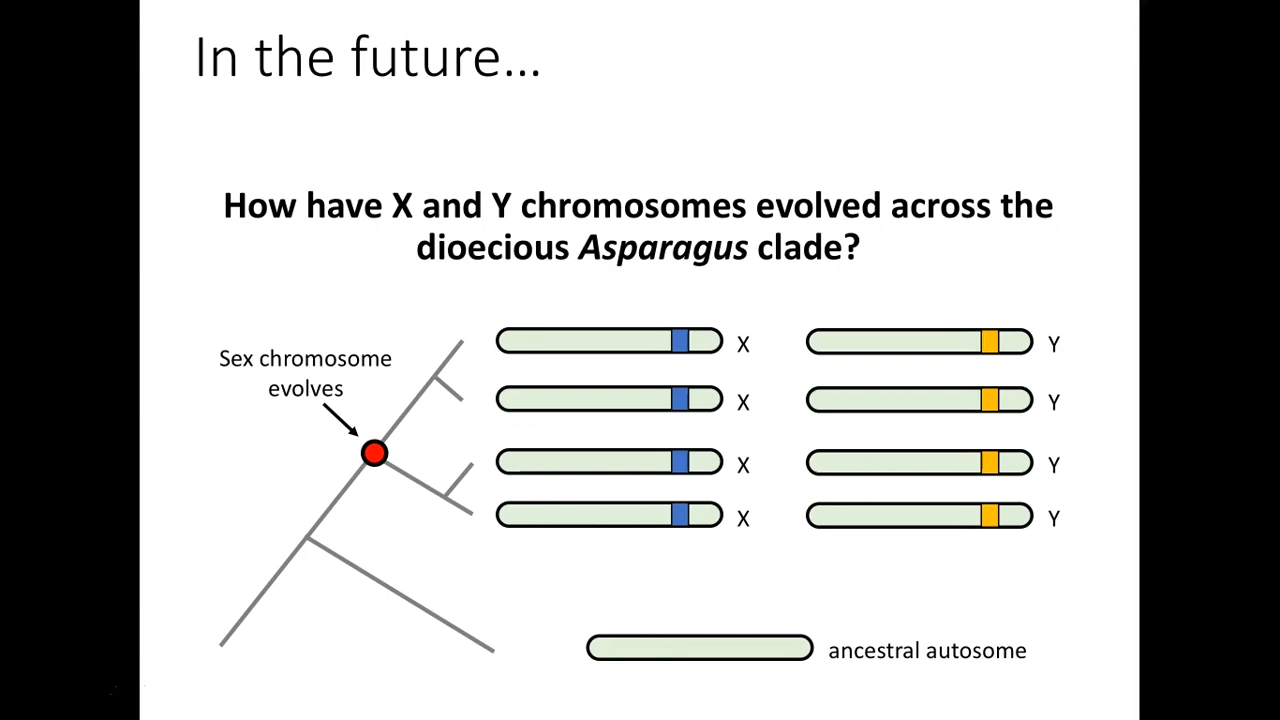 In the future…
How have X and Y chromosomes evolved across the
dioecious Asparagus clade?
Sex chromosome
evolves
X
Y
X
Y
X
Y
X
Y
ancestral autosome